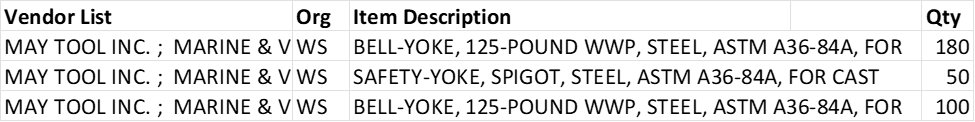 Vendor List Org Item Description Qty
MAY TOOL INC. ; MARINE & V WS BELL-YOKE, 125-POUND WWP, STEEL, ASTM A36-84A, FOR 180
MAY TOOL INC. ; MARINE & V WS SAFETY-YOKE, SPIGOT, STEEL, ASTM A36-84A, FOR CAST 50
MAY TOOL INC. ; MARINE & V WS BELL-YOKE, 125-POUND WWP, STEEL, ASTM A36-84A, FOR 100